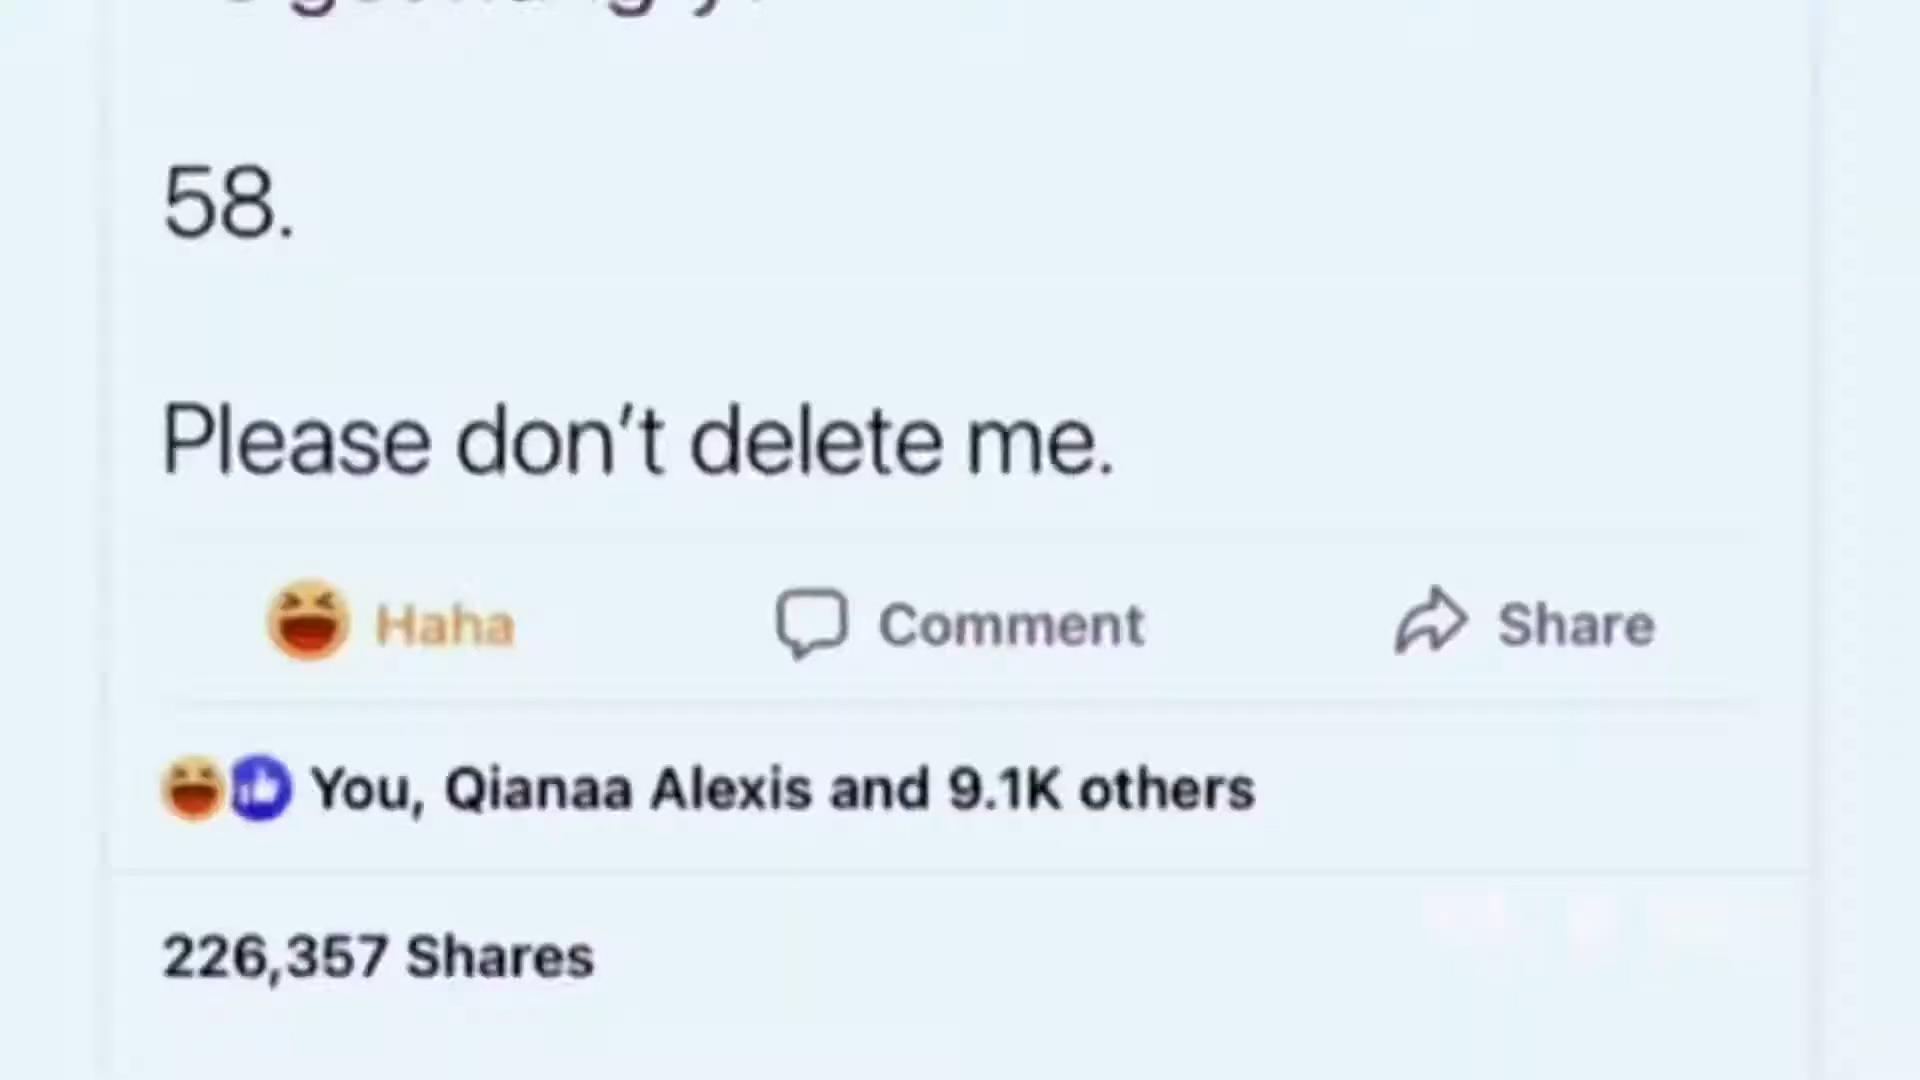 58.
Please don't delete me.
Haha Comment Share
You, Qianaa Alexis and 9.1K others
226,357 Shares